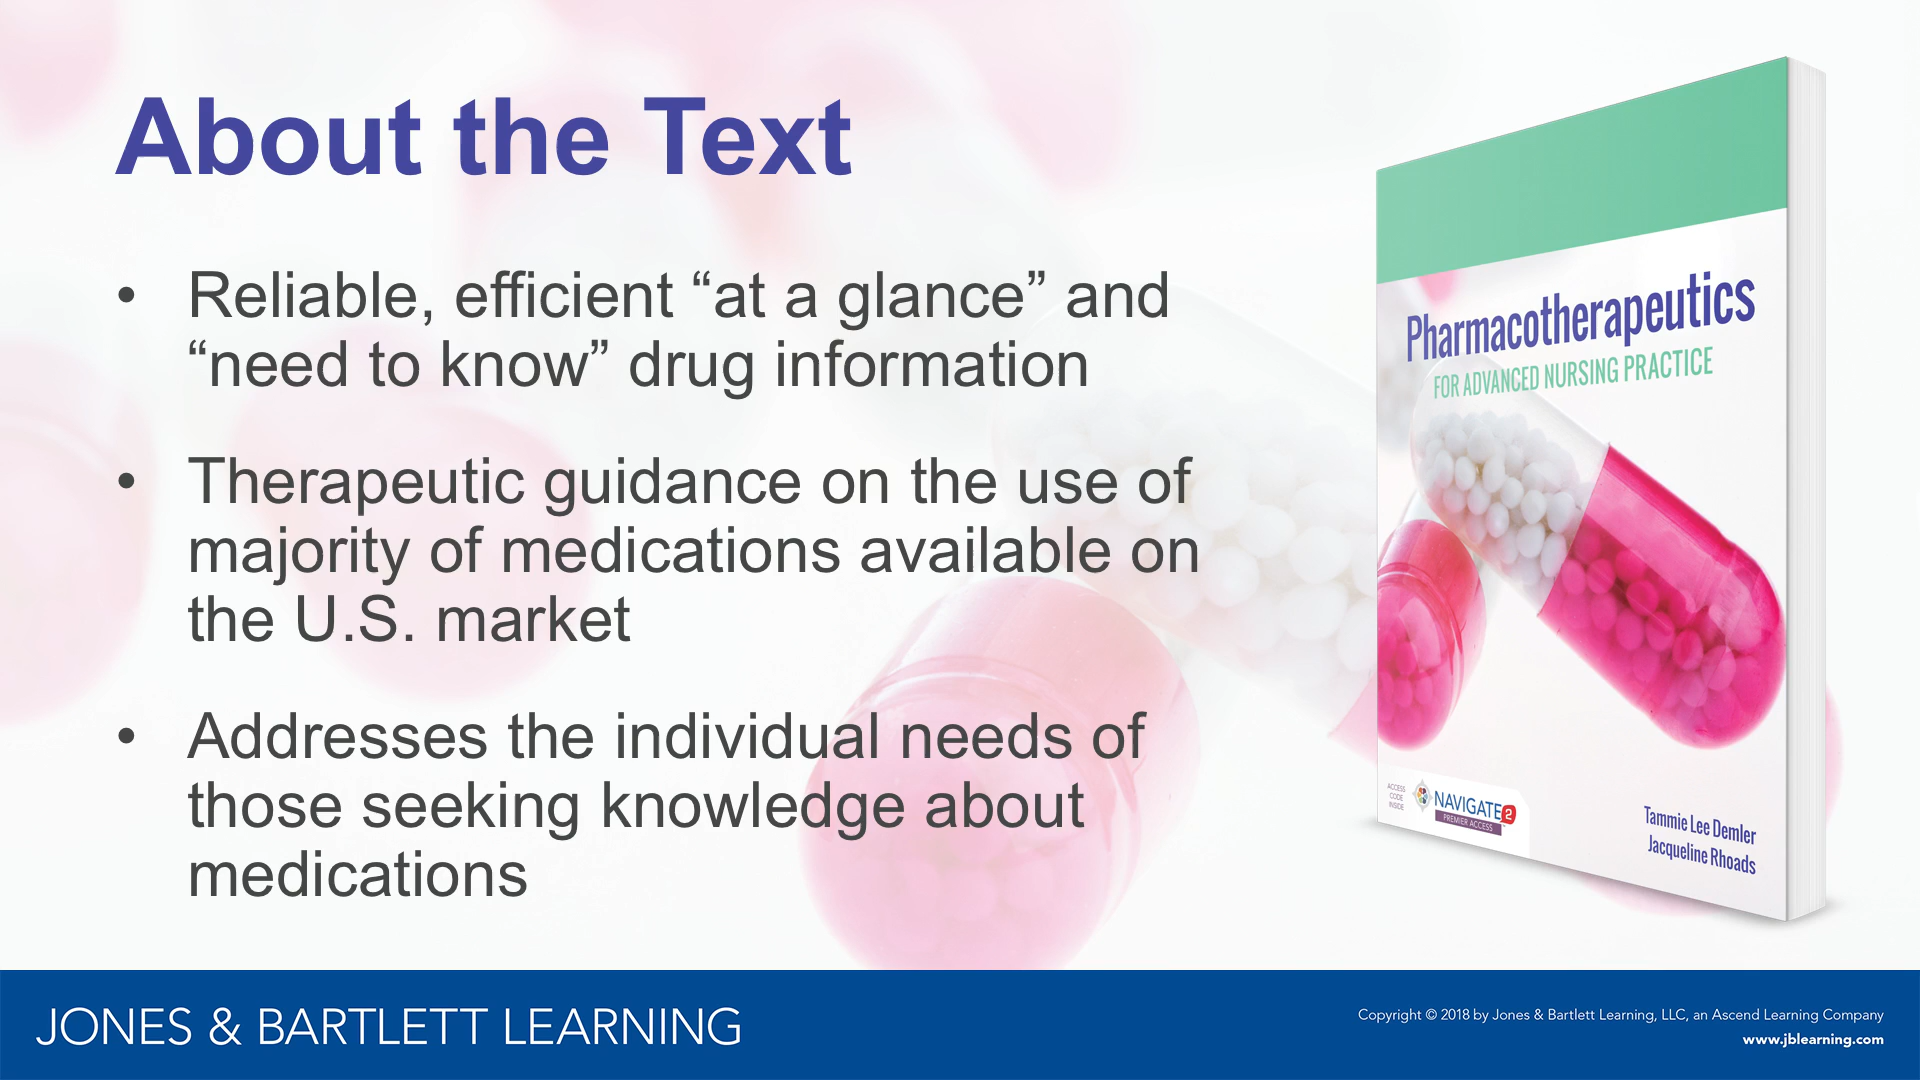 About the Text
• Reliable, efficient “at a glance” and
“need to know” drug information
• Therapeutic guidance on the use of
majority of medications available on
the U.S. market
• Addresses the individual needs of
those seeking knowledge about
medications
Pharmacotherapeutics
FOR ADVANCED NURSING PRACTICE
ACCESS
CODE
INSIDE
NAVIGATE 2
PREMIER ACCESS
Tammie Lee Demler
Jacqueline Rhoads
JONES & BARTLETT LEARNING
Copyright © 2018 by Jones & Bartlett Learning, LLC, an Ascend Learning Company
www.jblearning.com